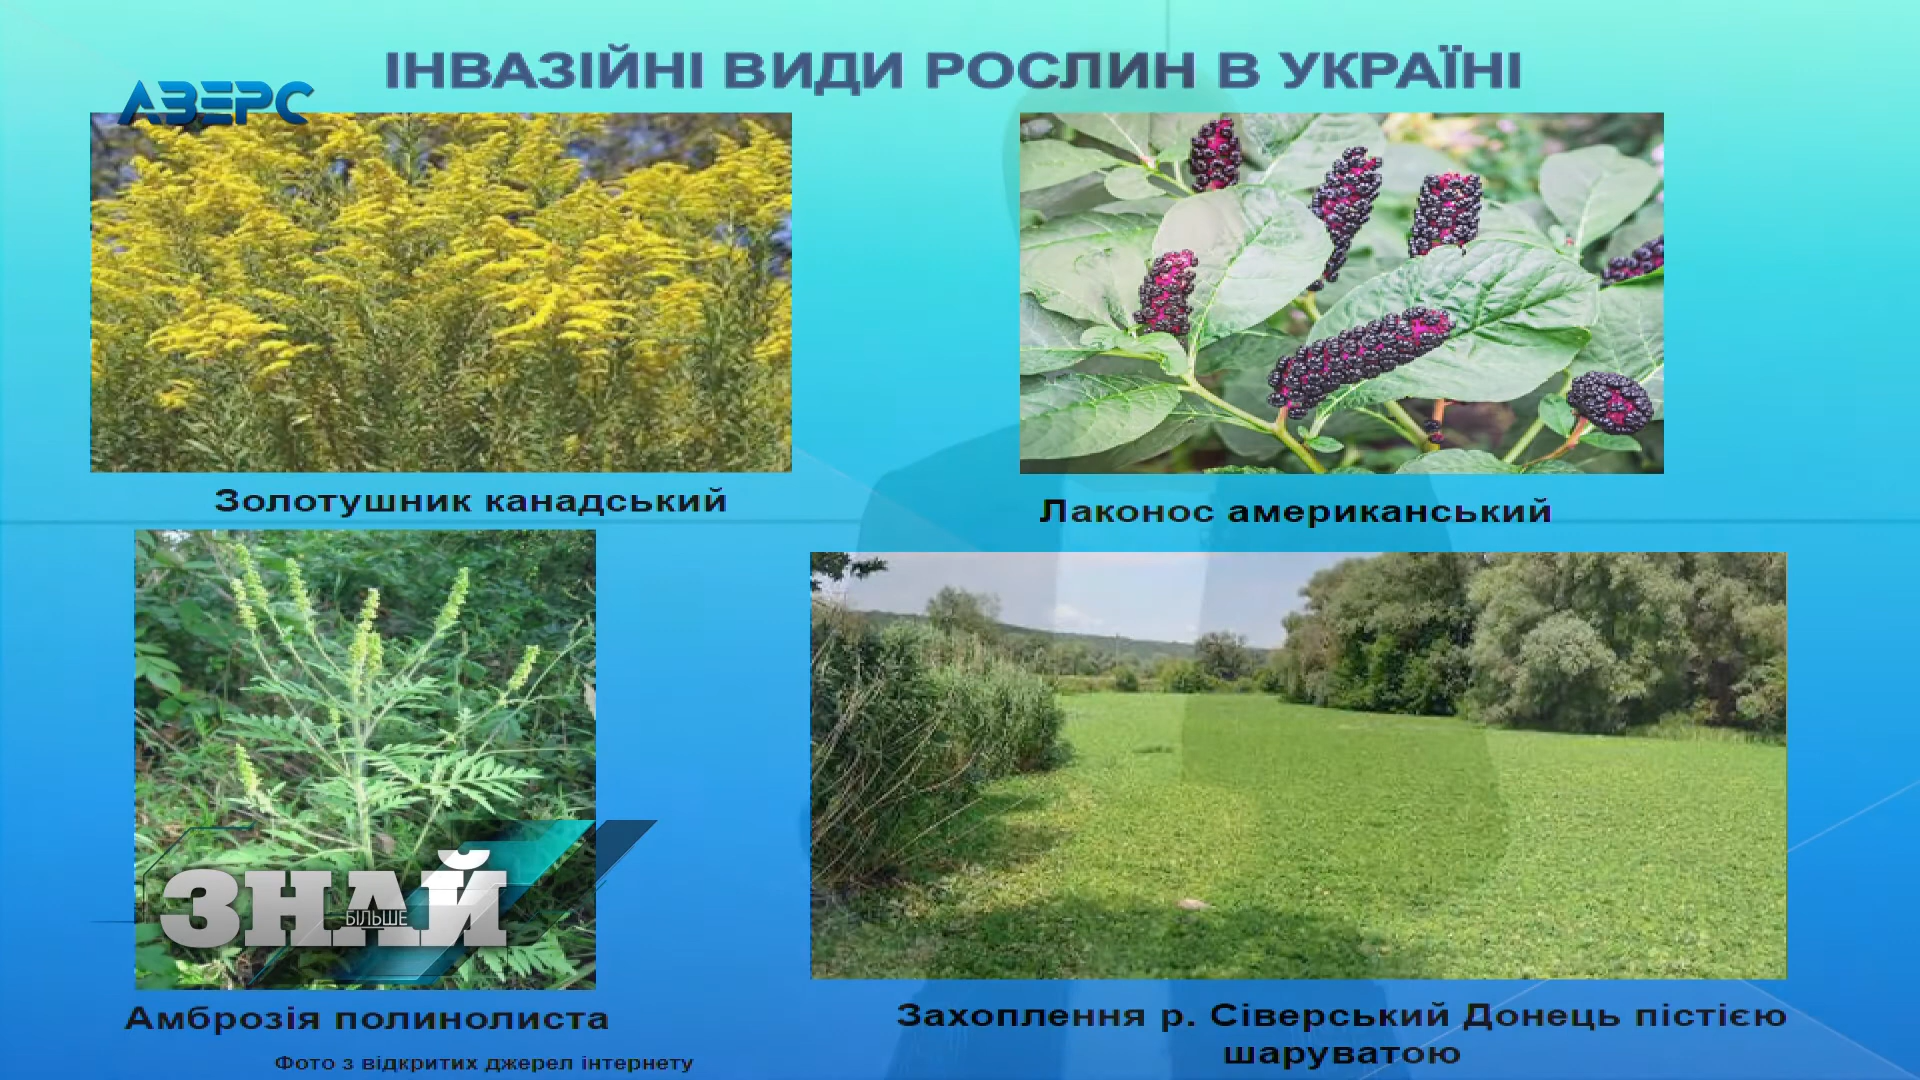 ІНВАЗІЙНІ ВИДИ РОСЛИН В УКРАЇНІ
АВЕРС
Золотушник канадський
Лаконос американський
ЗНАЙ
БІЛЬШЕ
Амброзія полинолиста
Захоплення р. Сіверський Донець пістією
шаруватою
Фото з відкритих джерел інтернету